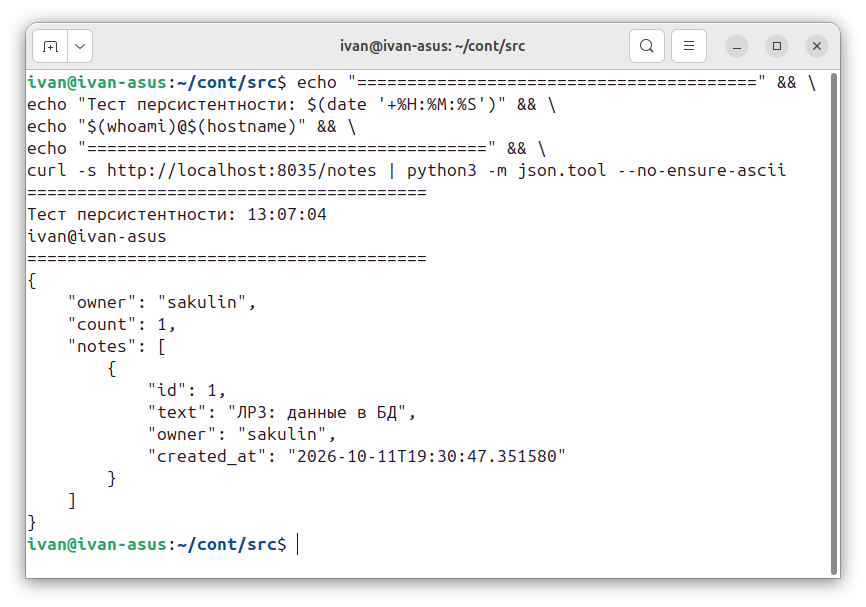 ivan@ivan-asus: ~/cont/src
ivan@ivan-asus:~/cont/src$ echo "========================================" && \
echo "Тест персистентности: $(date '+%H:%M:%S')" && \
echo "$(whoami)@$(hostname)" && \
echo "========================================" && \
curl -s http://localhost:8035/notes | python3 -m json.tool --no-ensure-ascii
========================================
Тест персистентности: 13:07:04
ivan@ivan-asus
========================================
{
    "owner": "sakulin",
    "count": 1,
    "notes": [
        {
            "id": 1,
            "text": "ЛР3: данные в БД",
            "owner": "sakulin",
            "created_at": "2026-10-11T19:30:47.351580"
        }
    ]
}
ivan@ivan-asus:~/cont/src$